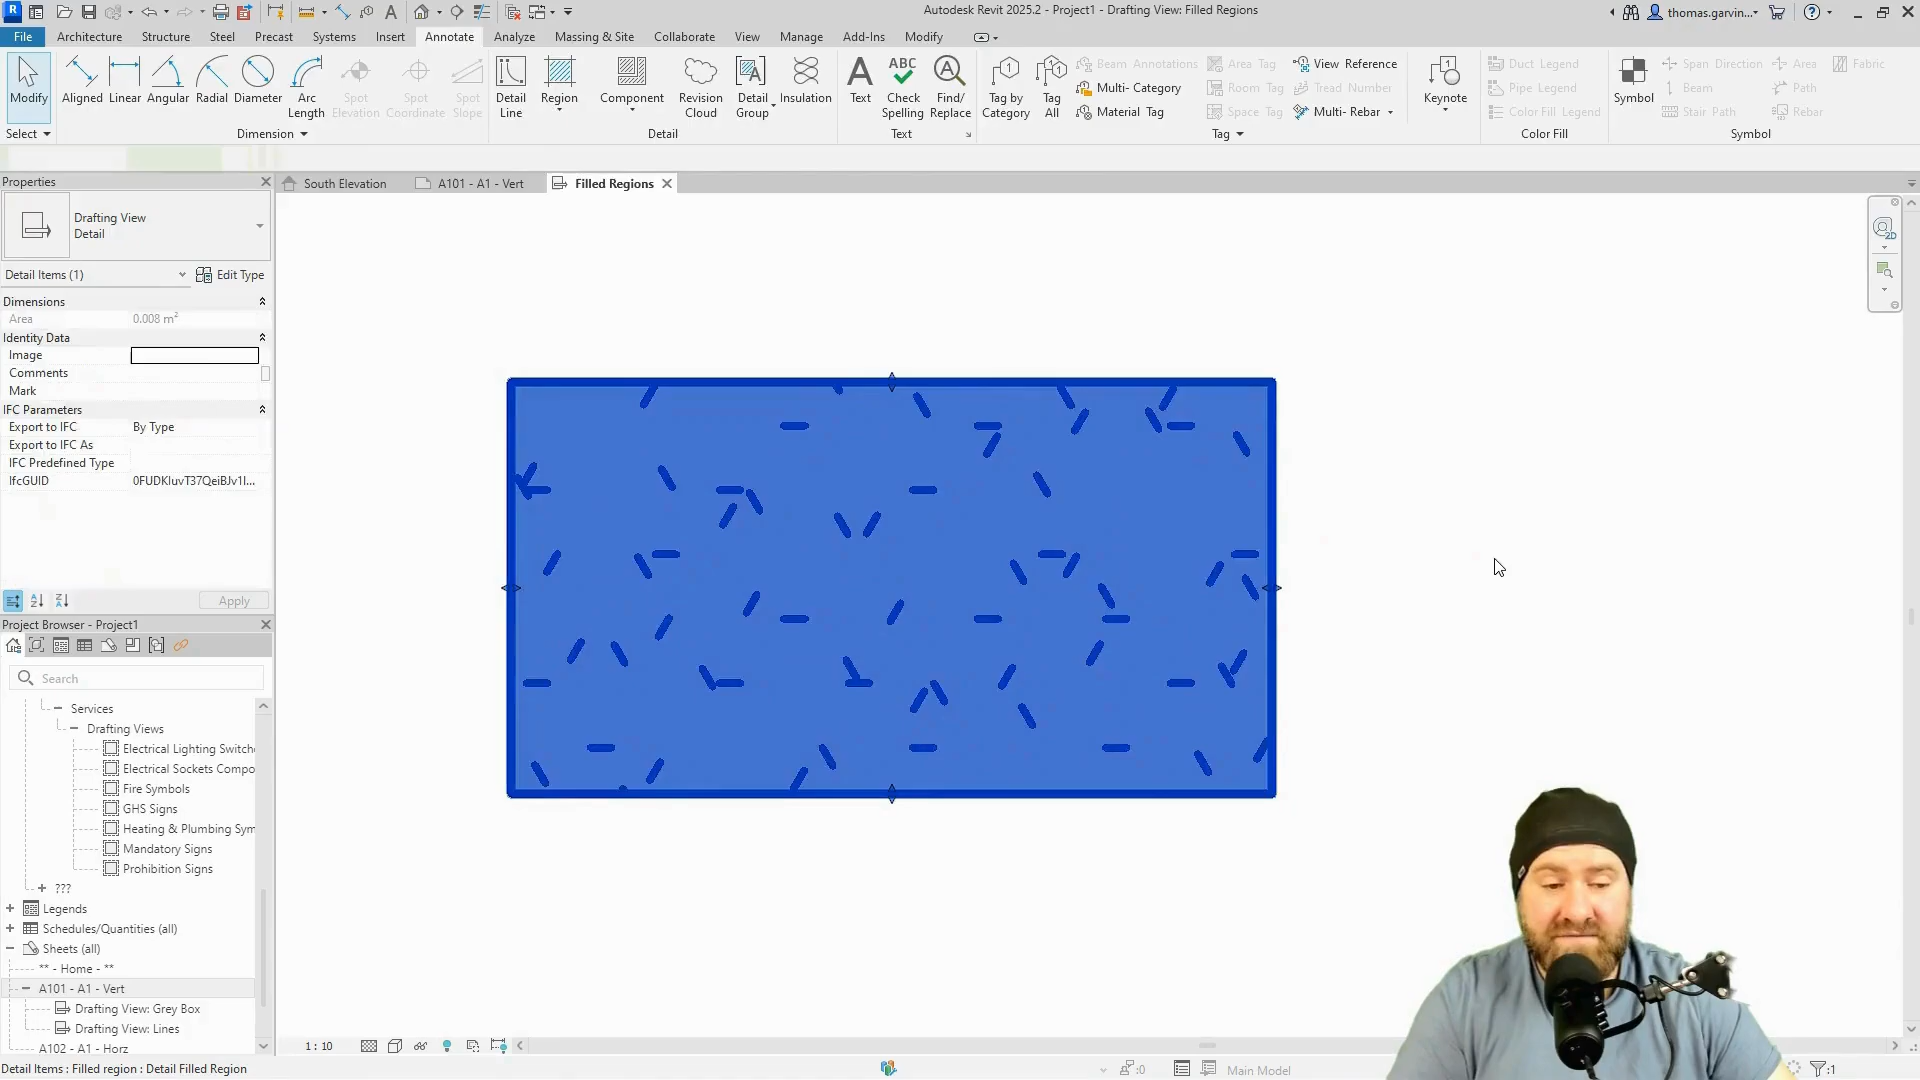 Autodesk Revit 2025.2 - Project1 - Drafting View: Filled Regions
thomas.garvin...
File Architecture Structure Steel Precast Systems Insert Annotate Analyze Massing & Site Collaborate View Manage Add-Ins Modify
Modify
Aligned Linear Angular Radial Diameter Arc Length Spot Elevation Spot Coordinate Spot Slope
Detail Line Region Component Revision Cloud Detail Group Insulation
Text ABC Check Spelling Find/ Replace
Tag by Category Tag All
Beam Annotations Area Tag View Reference
Multi- Category Room Tag Tread Number
Material Tag Space Tag Multi- Rebar
Keynote
Duct Legend
Pipe Legend
Color Fill Legend
Symbol
Span Direction Area Fabric
Beam Path
Stair Path Rebar
Select Dimension Detail Text Tag Color Fill Symbol
Properties
South Elevation A101 - A1 - Vert Filled Regions
Drafting View
Detail
Detail Items (1) Edit Type
Dimensions
Area 0.008 m²
Identity Data
Image
Comments
Mark
IFC Parameters
Export to IFC By Type
Export to IFC As
IFC Predefined Type
IfcGUID 0FUDKluvT37QeiBJv1I...
Apply
Project Browser - Project1
Search
Services
Drafting Views
Electrical Lighting Switche
Electrical Sockets Compo
Fire Symbols
GHS Signs
Heating & Plumbing Sym
Mandatory Signs
Prohibition Signs
???
Legends
Schedules/Quantities (all)
Sheets (all)
** - Home - **
A101 - A1 - Vert
Drafting View: Grey Box
Drafting View: Lines
A102 - A1 - Horz
1 : 10
Detail Items : Filled region : Detail Filled Region
:0
Main Model
:1